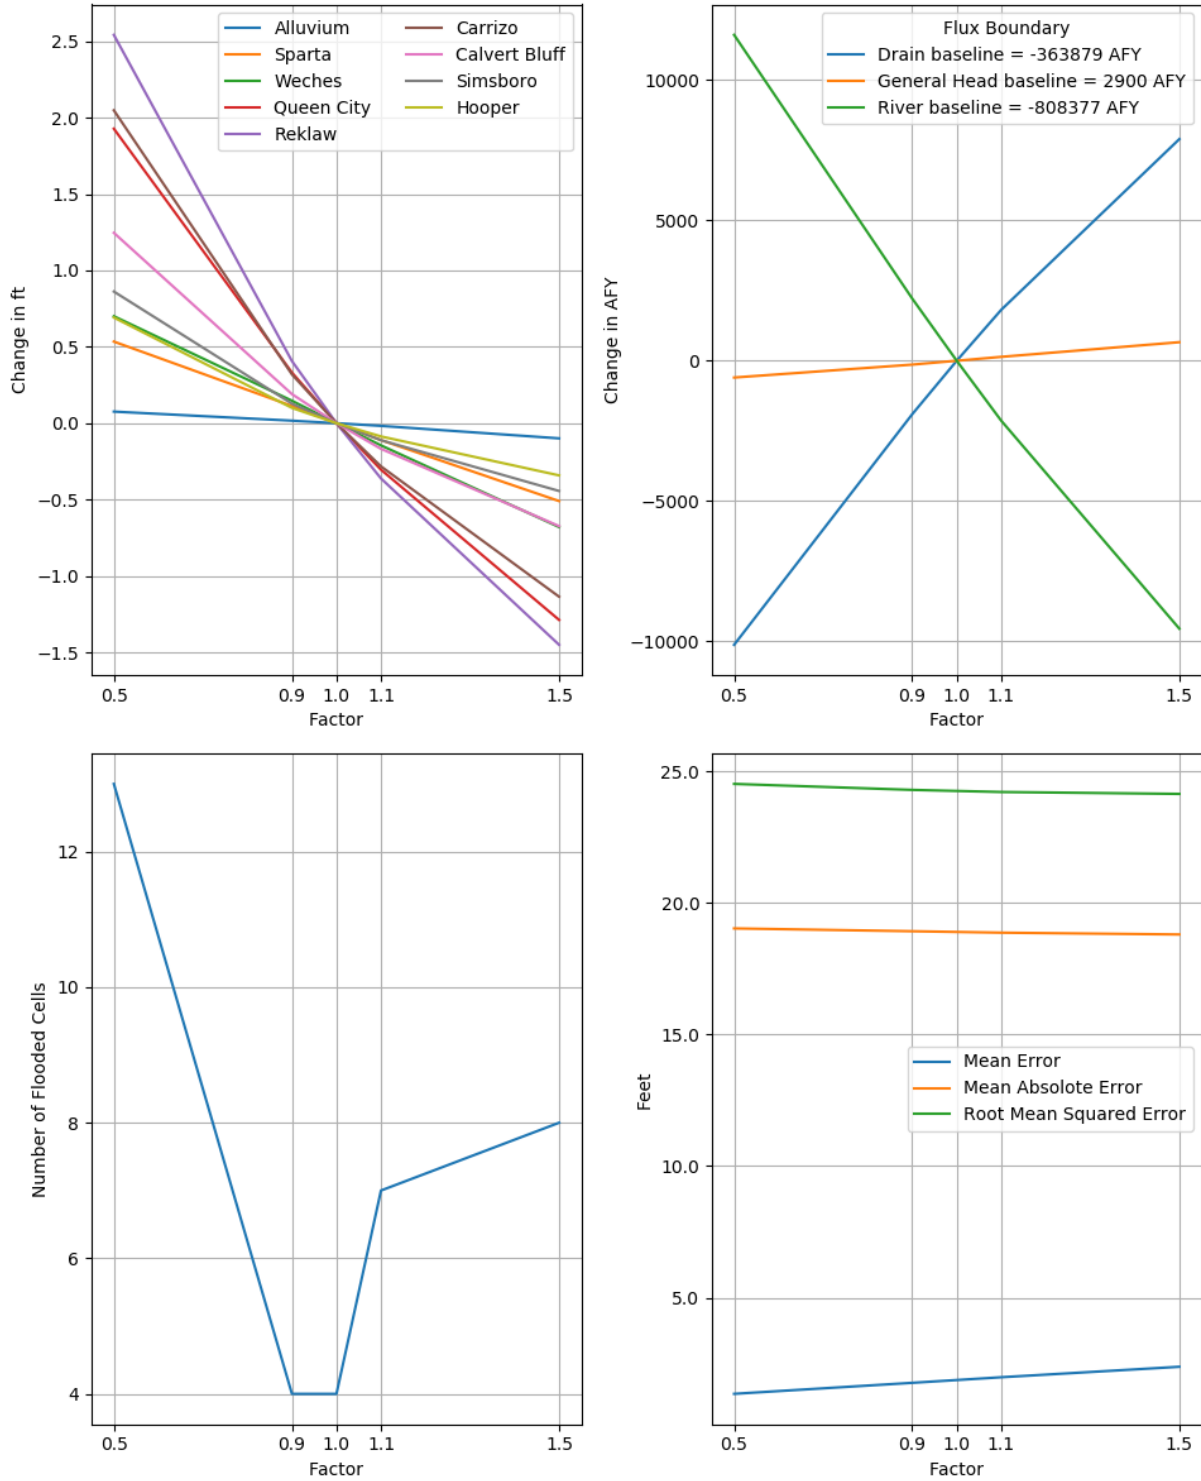 Alluvium
Sparta
Weches
Queen City
Reklaw
Carrizo
Calvert Bluff
Simsboro
Hooper
2.5
2.0
1.5
1.0
0.5
0.0
−0.5
−1.0
−1.5
Change in ft
0.5
0.9
1.0
1.1
1.5
Factor
Flux Boundary
Drain baseline = -363879 AFY
General Head baseline = 2900 AFY
River baseline = -808377 AFY
10000
5000
0
−5000
−10000
Change in AFY
0.5
0.9
1.0
1.1
1.5
Factor
12
10
8
6
4
Number of Flooded Cells
0.5
0.9
1.0
1.1
1.5
Factor
25.0
20.0
15.0
10.0
5.0
Feet
Mean Error
Mean Absolote Error
Root Mean Squared Error
0.5
0.9
1.0
1.1
1.5
Factor